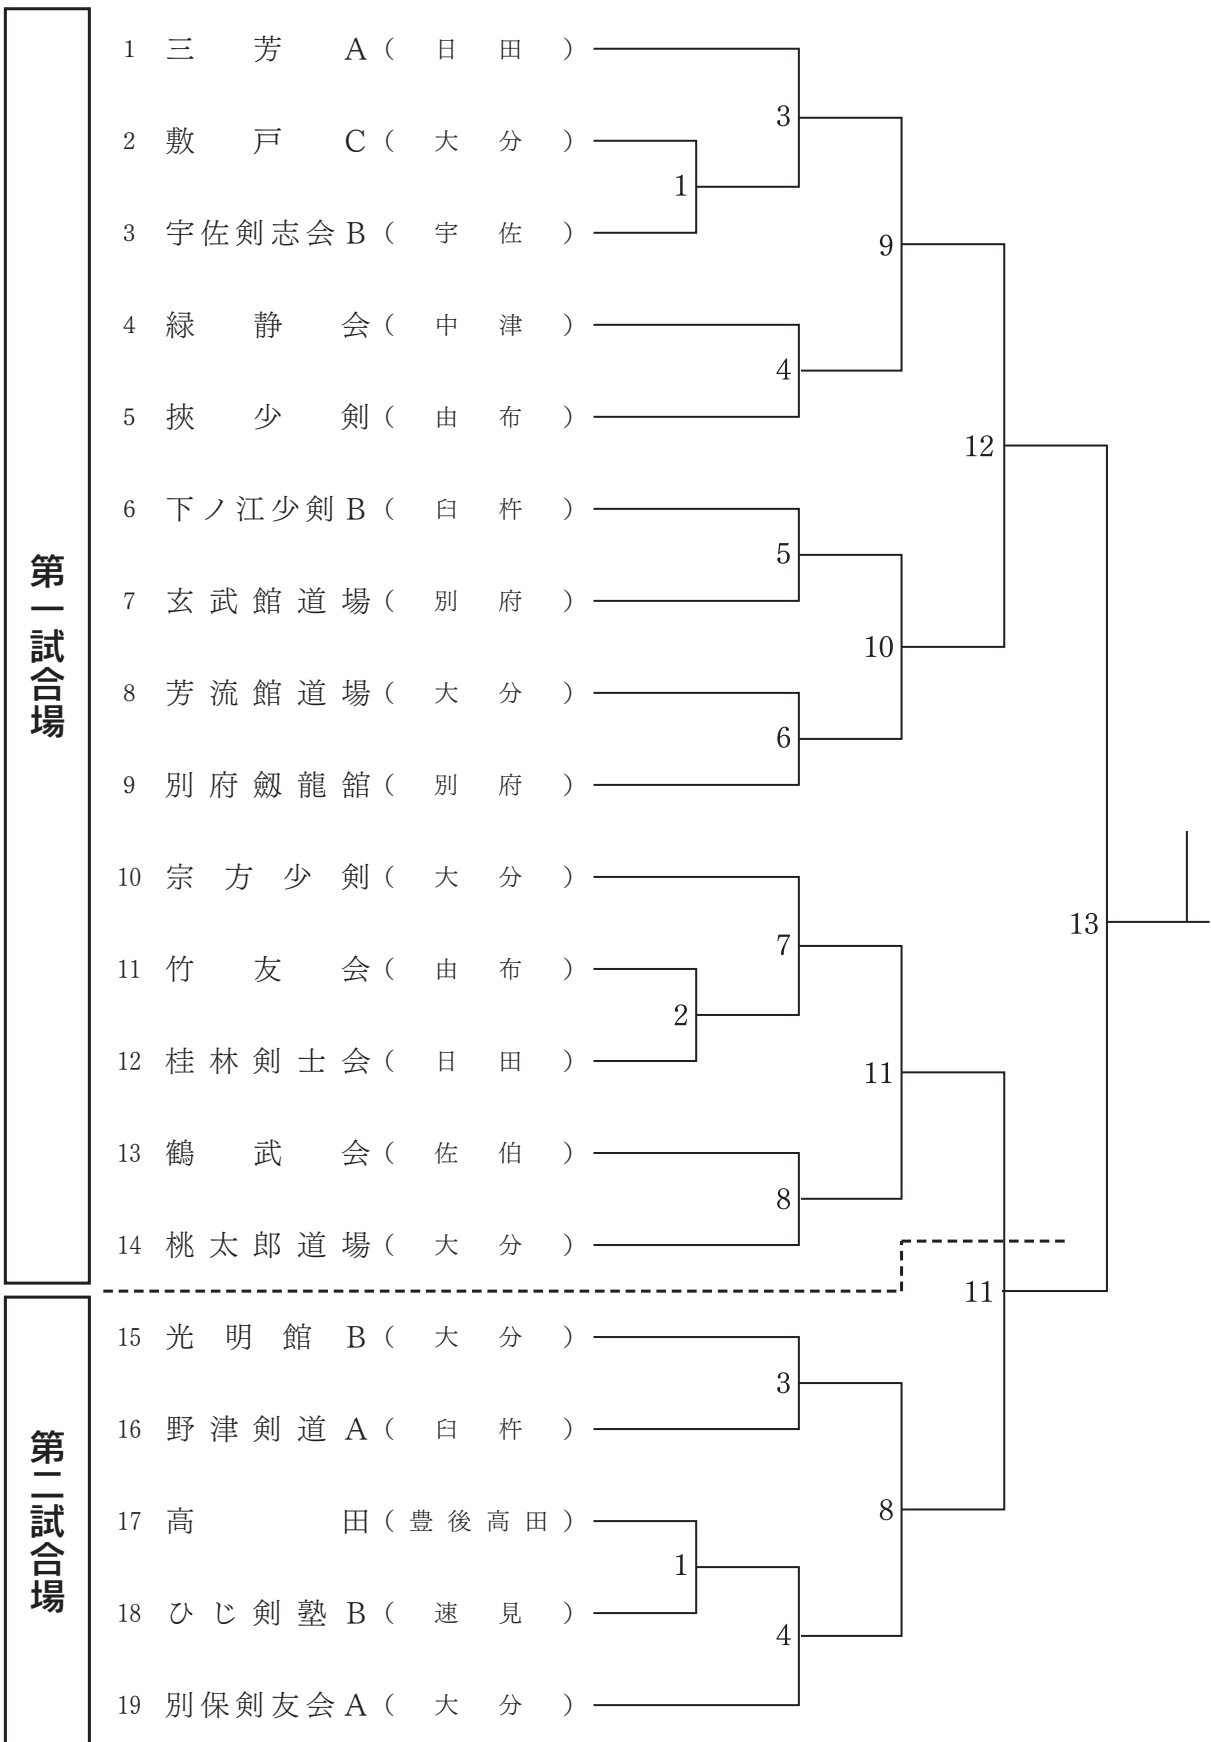 第一試合場
1 三芳A（日田）
2 敷戸C（大分）
3 宇佐剣志会B（宇佐）
4 緑静会（中津）
5 挾少剣（由布）
6 下ノ江少剣B（臼杵）
7 玄武館道場（別府）
8 芳流館道場（大分）
9 別府劔龍舘（別府）
10 宗方少剣（大分）
11 竹友会（由布）
12 桂林剣士会（日田）
13 鶴武会（佐伯）
14 桃太郎道場（大分）
第二試合場
15 光明館B（大分）
16 野津剣道A（臼杵）
17 高田（豊後高田）
18 ひじ剣塾B（速見）
19 別保剣友会A（大分）
1
2
1
3
4
5
6
7
8
3
4
9
10
11
8
12
11
13